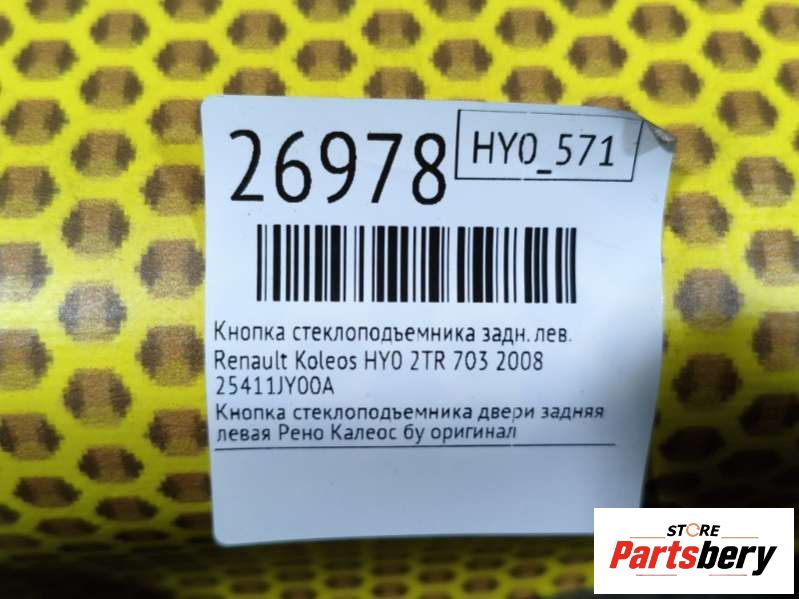 26978
HY0_571
Кнопка стеклоподъемника задн. лев.
Renault Koleos HY0 2TR 703 2008
25411JY00A
Кнопка стеклоподъемника двери задняя
левая Рено Калеос бу оригинал
STORE
Partsbery